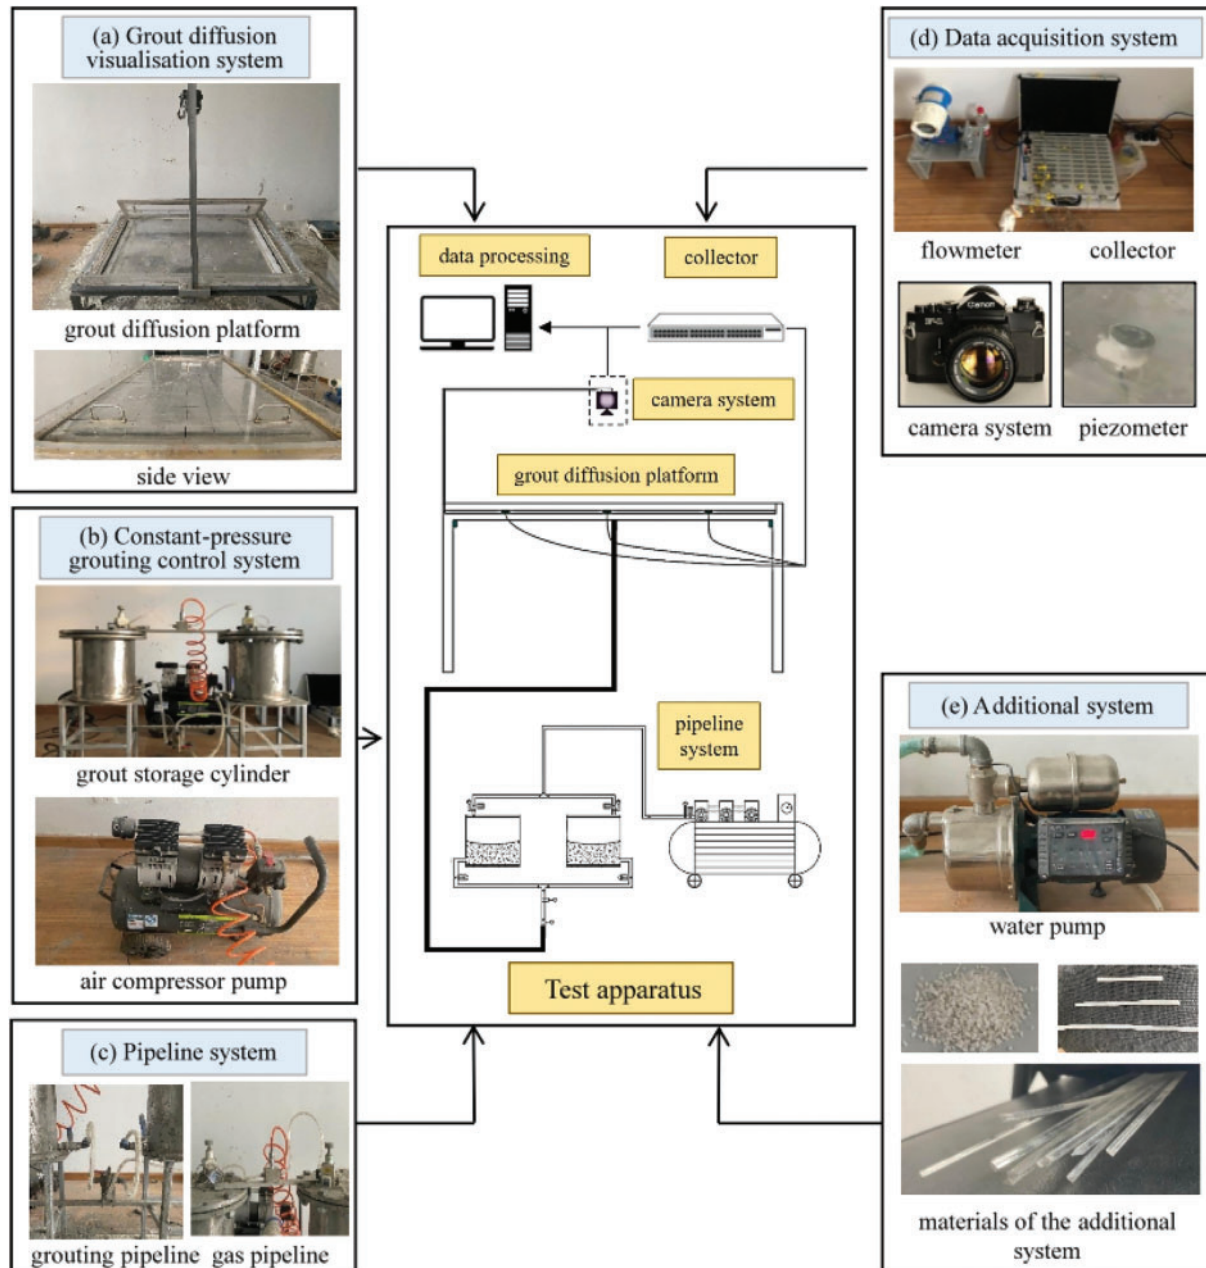 (a) Grout diffusion
visualisation system
grout diffusion platform
side view
(b) Constant-pressure
grouting control system
grout storage cylinder
air compressor pump
(c) Pipeline system
grouting pipeline
gas pipeline
data processing
collector
camera system
grout diffusion platform
pipeline
system
Test apparatus
(d) Data acquisition system
flowmeter
collector
Canon
camera system
piezometer
(e) Additional system
water pump
materials of the additional
system